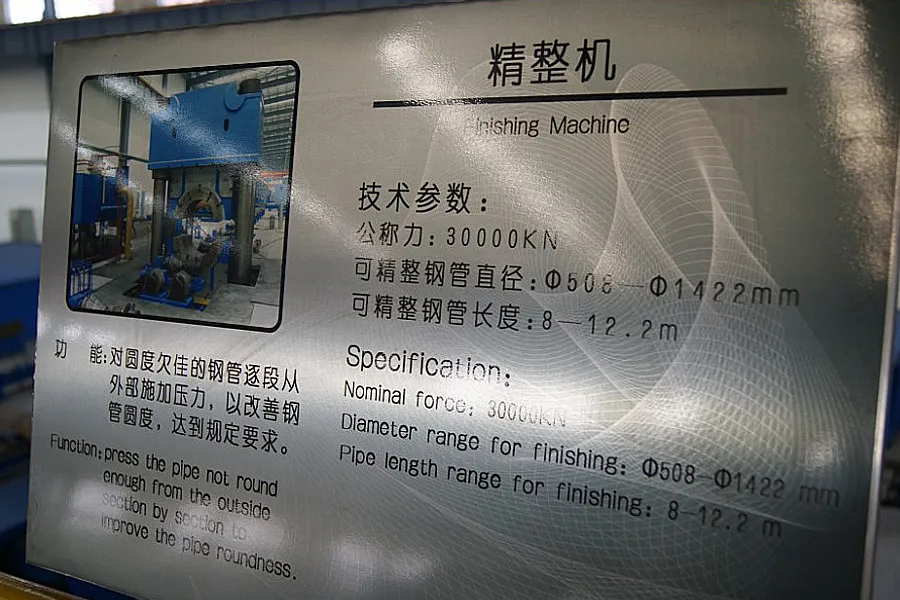 精整机
Finishing Machine
技术参数:
公称力:30000KN
可精整钢管直径:Φ508—Φ1422mm
可精整钢管长度:8—12.2m
Specification:
Nominal force: 30000KN
Diameter range for finishing: Φ508-Φ1422 mm
Pipe length range for finishing: 8-12.2 m
功 能:对圆度欠佳的钢管逐段从
外部施加压力，以改善钢
管圆度，达到规定要求。
Function:press the pipe not round
enough from the outside
section by section to
improve the pipe roundness.